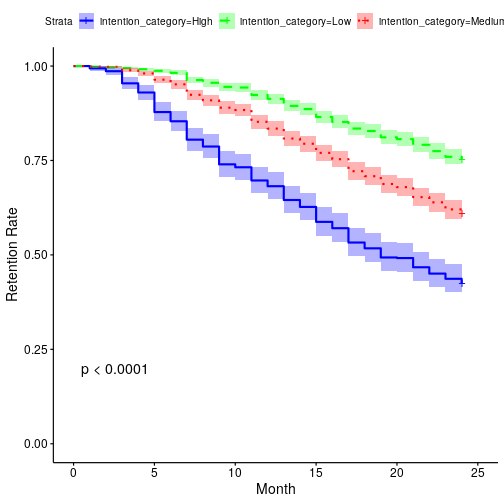 Strata Intention_category=High Intention_category=Low Intention_category=Medium
1.00
0.75
0.50
0.25
0.00
Retention Rate
p < 0.0001
0 5 10 15 20 25
Month